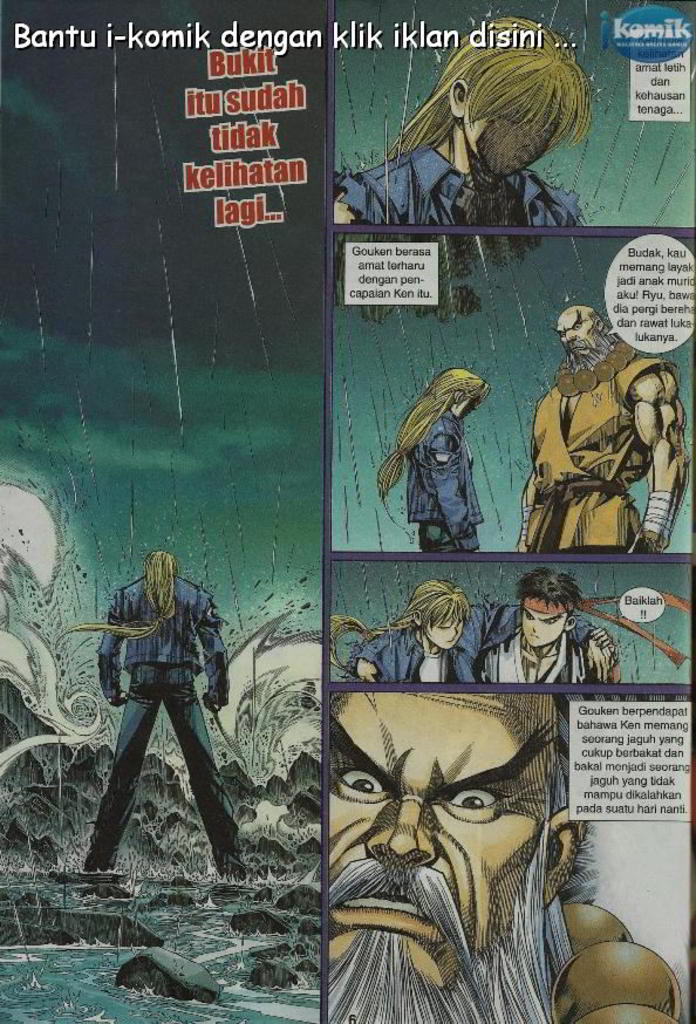 Bantu i-komik dengan klik iklan disini ...
komik
Bukit
itu sudah
tidak
kelihatan
lagi...
amat letih
dan
kehausan
tenaga...
Gouken berasa
amat terharu
dengan pen-
capaian Ken itu.
Budak, kau
memang layak
jadi anak murid
aku! Ryu, bawa
dia pergi bereha
dan rawat luka-
lukanya.
Baiklah
!!
Gouken berpendapat
bahawa Ken memang
seorang jaguh yang
cukup berbakat dan
bakal menjadi seorang
jaguh yang tidak
mampu dikalahkan
pada suatu hari nanti.
6